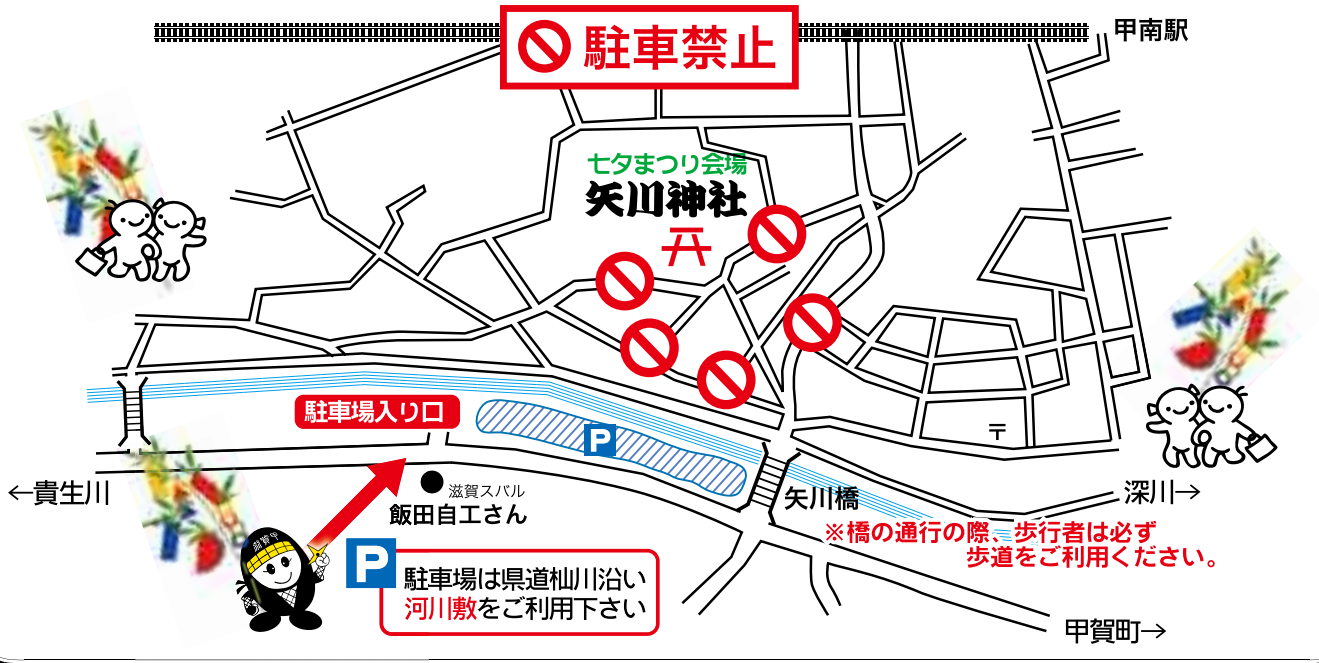 駐車禁止
甲南駅
七夕まつり会場
矢川神社
駐車場入り口
P
〒
←貴生川
滋賀スバル
飯田自工さん
矢川橋
深川→
※橋の通行の際、歩行者は必ず
歩道をご利用ください。
P
駐車場は県道杣川沿い
河川敷をご利用下さい
甲賀町→